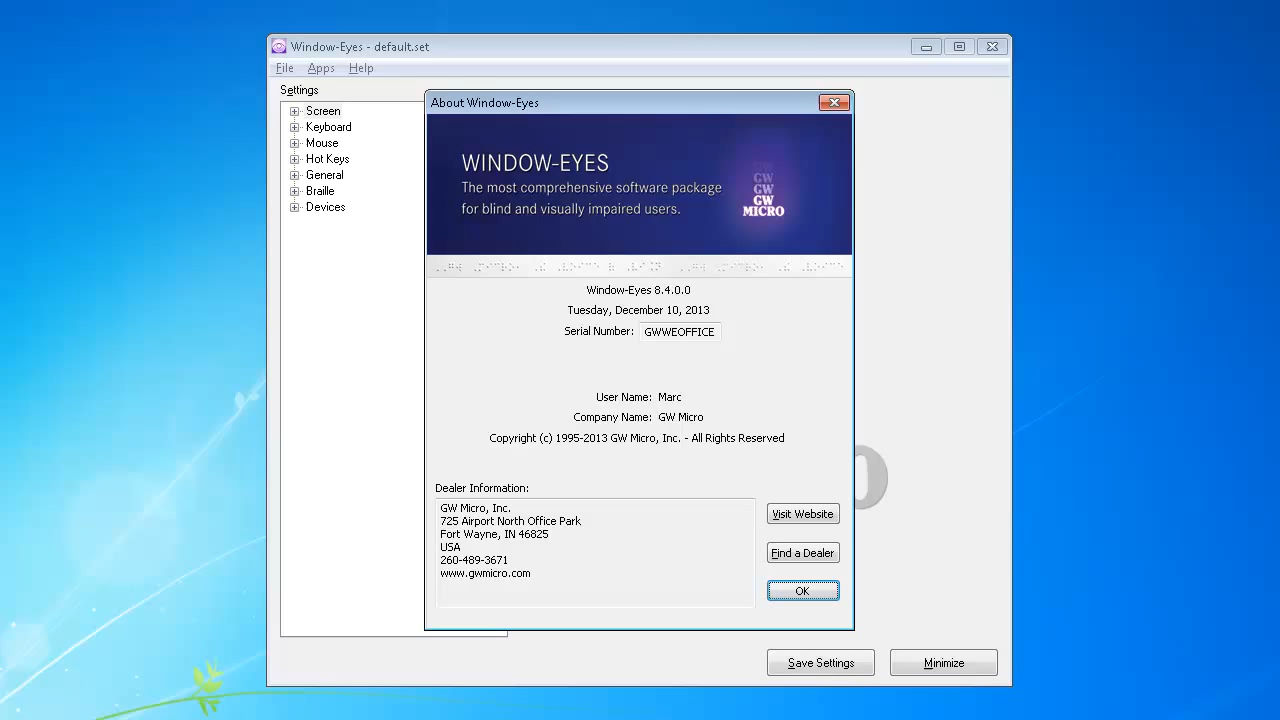 Window-Eyes - default.set
File Apps Help
Settings
Screen
Keyboard
Mouse
Hot Keys
General
Braille
Devices
About Window-Eyes
WINDOW-EYES
The most comprehensive software package
for blind and visually impaired users.
GW
GW
GW
GW
MICRO
Window-Eyes 8.4.0.0
Tuesday, December 10, 2013
Serial Number: GWWEOFFICE
User Name: Marc
Company Name: GW Micro
Copyright (c) 1995-2013 GW Micro, Inc. - All Rights Reserved
Dealer Information:
GW Micro, Inc.
725 Airport North Office Park
Fort Wayne, IN 46825
USA
260-489-3671
www.gwmicro.com
Visit Website
Find a Dealer
OK
0
Save Settings
Minimize